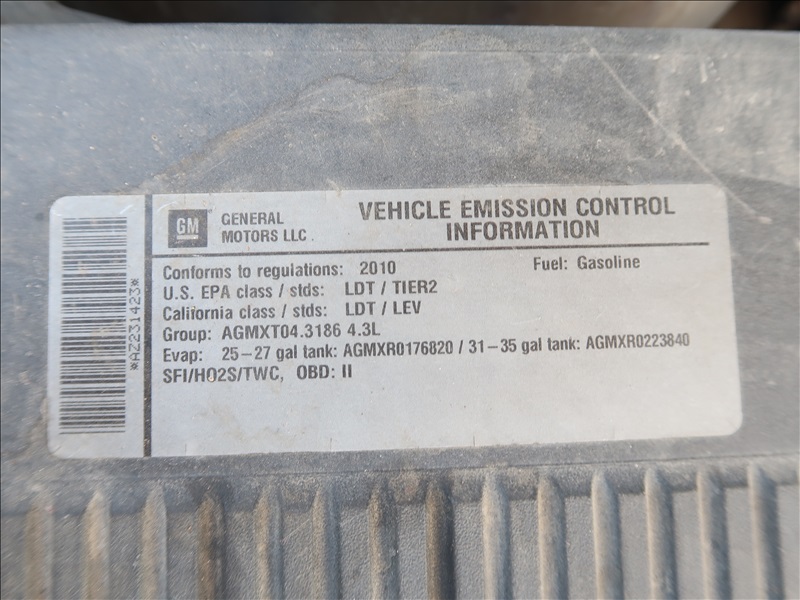 *AZ231423*
GM
GENERAL
MOTORS LLC
VEHICLE EMISSION CONTROL
INFORMATION
Conforms to regulations: 2010
Fuel: Gasoline
U.S. EPA class / stds: LDT / TIER2
California class / stds: LDT / LEV
Group: AGMXT04.3186 4.3L
Evap: 25-27 gal tank: AGMXR0176820 / 31-35 gal tank: AGMXR0223840
SFI/HO2S/TWC, OBD: II